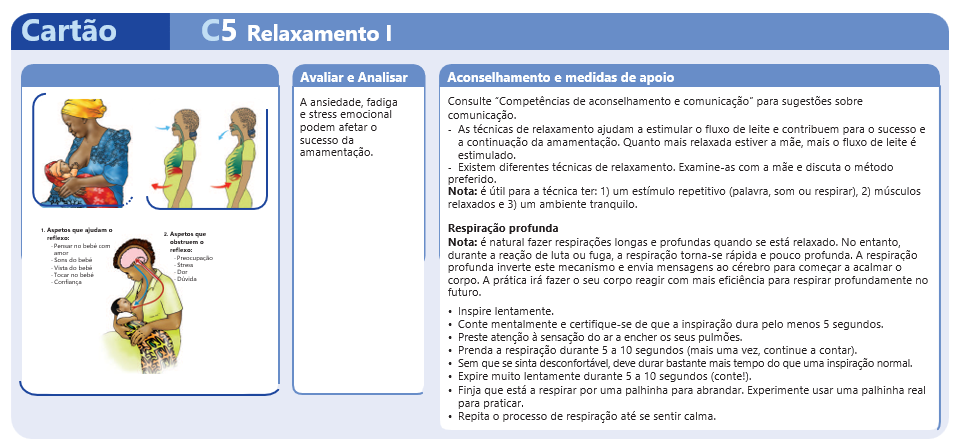 Cartão
C5 Relaxamento I
1. Aspetos que ajudam o
reflexo:
- Pensar no bebé com
amor
- Sons do bebé
- Vista do bebé
- Tocar no bebé
- Confiança
2. Aspetos que
obstruem o
reflexo:
- Preocupação
- Stress
- Dor
- Dúvida
Avaliar e Analisar
A ansiedade, fadiga
e stress emocional
podem afetar o
sucesso da
amamentação.
Aconselhamento e medidas de apoio
Consulte “Competências de aconselhamento e comunicação” para sugestões sobre
comunicação.
- As técnicas de relaxamento ajudam a estimular o fluxo de leite e contribuem para o sucesso e
a continuação da amamentação. Quanto mais relaxada estiver a mãe, mais o fluxo de leite é
estimulado.
- Existem diferentes técnicas de relaxamento. Examine-as com a mãe e discuta o método
preferido.
Nota: é útil para a técnica ter: 1) um estímulo repetitivo (palavra, som ou respirar), 2) músculos
relaxados e 3) um ambiente tranquilo.
Respiração profunda
Nota: é natural fazer respirações longas e profundas quando se está relaxado. No entanto,
durante a reação de luta ou fuga, a respiração torna-se rápida e pouco profunda. A respiração
profunda inverte este mecanismo e envia mensagens ao cérebro para começar a acalmar o
corpo. A prática irá fazer o seu corpo reagir com mais eficiência para respirar profundamente no
futuro.
• Inspire lentamente.
• Conte mentalmente e certifique-se de que a inspiração dura pelo menos 5 segundos.
• Preste atenção à sensação do ar a encher os seus pulmões.
• Prenda a respiração durante 5 a 10 segundos (mais uma vez, continue a contar).
• Sem que se sinta desconfortável, deve durar bastante mais tempo do que uma inspiração normal.
• Expire muito lentamente durante 5 a 10 segundos (conte!).
• Finja que está a respirar por uma palhinha para abrandar. Experimente usar uma palhinha real
para praticar.
• Repita o processo de respiração até se sentir calma.